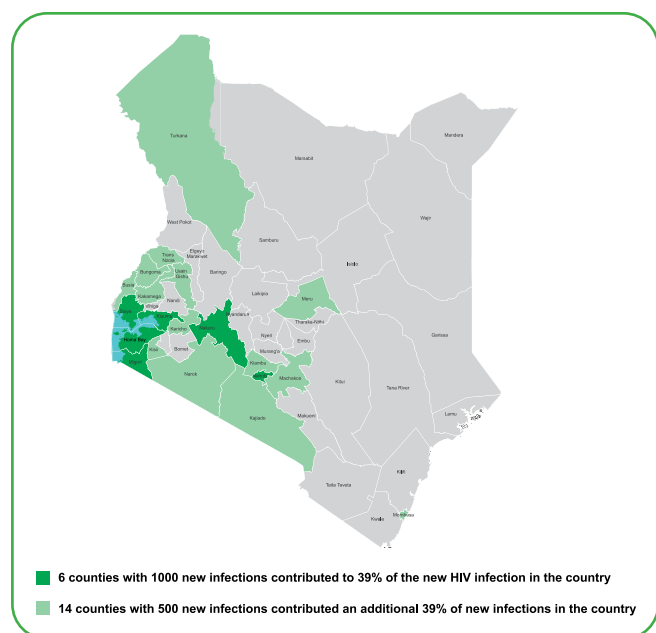 Mandera
Turkana
Marsabit
Wajir
West Pokot
Samburu
Elgeyo
Marakwet
Trans
Nzoia
Baringo
Isiolo
Bungoma
Uasin
Gishu
Busia
Kakamega
Nandi
Laikipia
Meru
Siaya
Kisumu
Nyandarua
Tharaka-Nithi
Kericho
Nakuru
Homa Bay
Nyeri
Embu
Garissa
Kisii
Bomet
Murang'a
Migori
Kiambu
Narok
Nairobi
Machakos
Kitui
Tana River
Kajiado
Makueni
Lamu
Kilifi
Taita Taveta
Mombasa
Kwale
6 counties with 1000 new infections contributed to 39% of the new HIV infection in the country
14 counties with 500 new infections contributed an additional 39% of new infections in the country